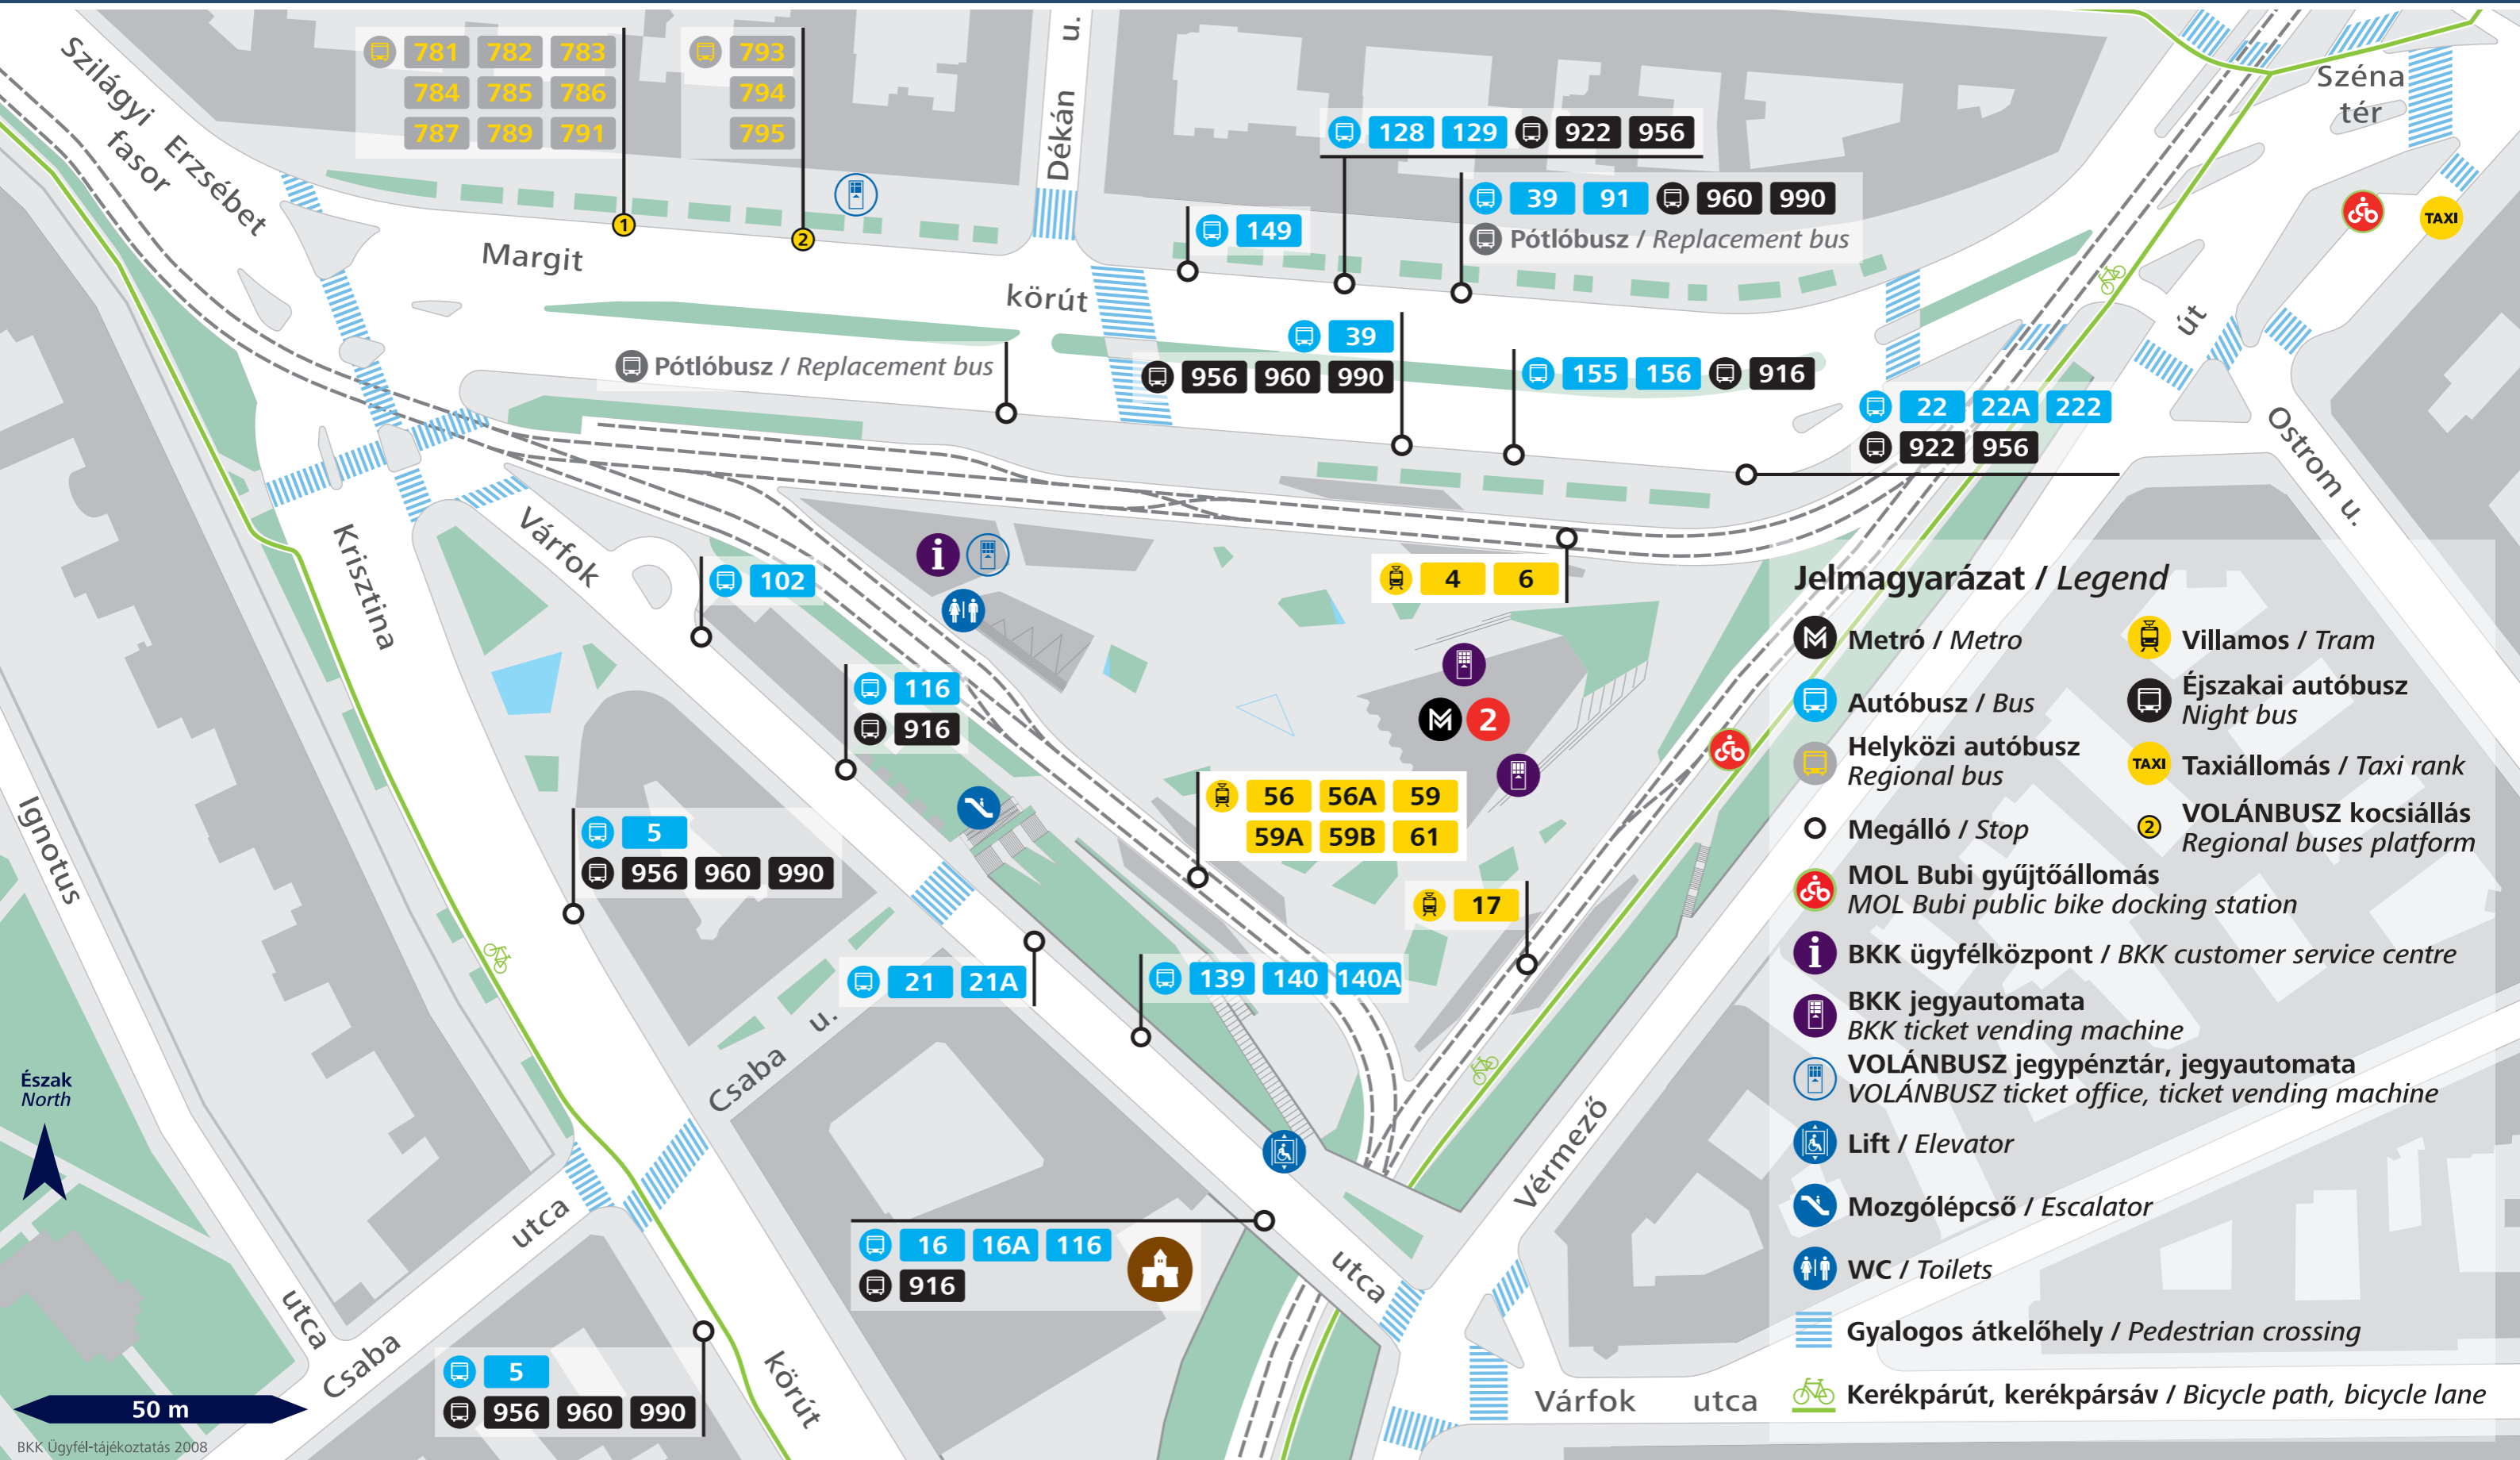 Szilágyi Erzsébet
fasor
781 782 783
784 785 786
787 789 791
793
794
795
1
2
Dékán u.
Széna
tér
128 129 922 956
39 91 960 990
Pótlóbusz / Replacement bus
149
TAXI
Margit
körút
út
Pótlóbusz / Replacement bus
39
956 960 990
155 156 916
22 22A 222
922 956
Ostrom u.
Krisztina
Várfok
102
4 6
116
916
M 2
56 56A 59
59A 59B 61
5
956 960 990
17
21 21A
139 140 140A
Ignotus
Csaba u.
Vérmező
Észak
North
utca
16 16A 116
916
utca
utca
Csaba
5
956 960 990
körút
Várfok utca
50 m
BKK Ügyfél-tájékoztatás 2008
Jelmagyarázat / Legend
Metró / Metro
Villamos / Tram
Autóbusz / Bus
Éjszakai autóbusz
Night bus
Helyközi autóbusz
Regional bus
TAXI Taxiállomás / Taxi rank
Megálló / Stop
2 VOLÁNBUSZ kocsiállás
Regional buses platform
MOL Bubi gyűjtőállomás
MOL Bubi public bike docking station
i BKK ügyfélközpont / BKK customer service centre
BKK jegyautomata
BKK ticket vending machine
VOLÁNBUSZ jegypénztár, jegyautomata
VOLÁNBUSZ ticket office, ticket vending machine
Lift / Elevator
Mozgólépcső / Escalator
WC / Toilets
Gyalogos átkelőhely / Pedestrian crossing
Kerékpárút, kerékpársáv / Bicycle path, bicycle lane